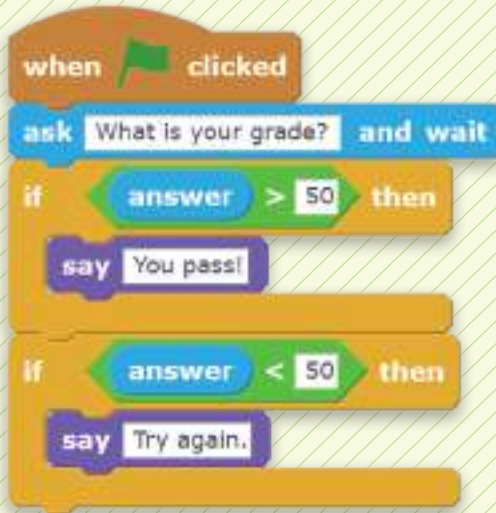 when clicked
ask What is your grade? and wait
if answer > 50 then
say You pass!
if answer < 50 then
say Try again.